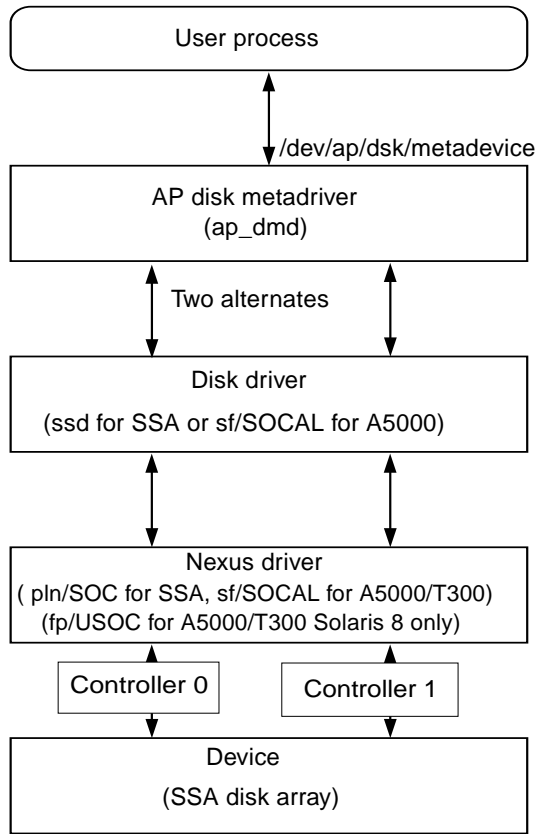 User process
/dev/ap/dsk/metadevice
AP disk metadriver
(ap_dmd)
Two alternates
Disk driver
(ssd for SSA or sf/SOCAL for A5000)
Nexus driver
( pln/SOC for SSA, sf/SOCAL for A5000/T300)
(fp/USOC for A5000/T300 Solaris 8 only)
Controller 0
Controller 1
Device
(SSA disk array)